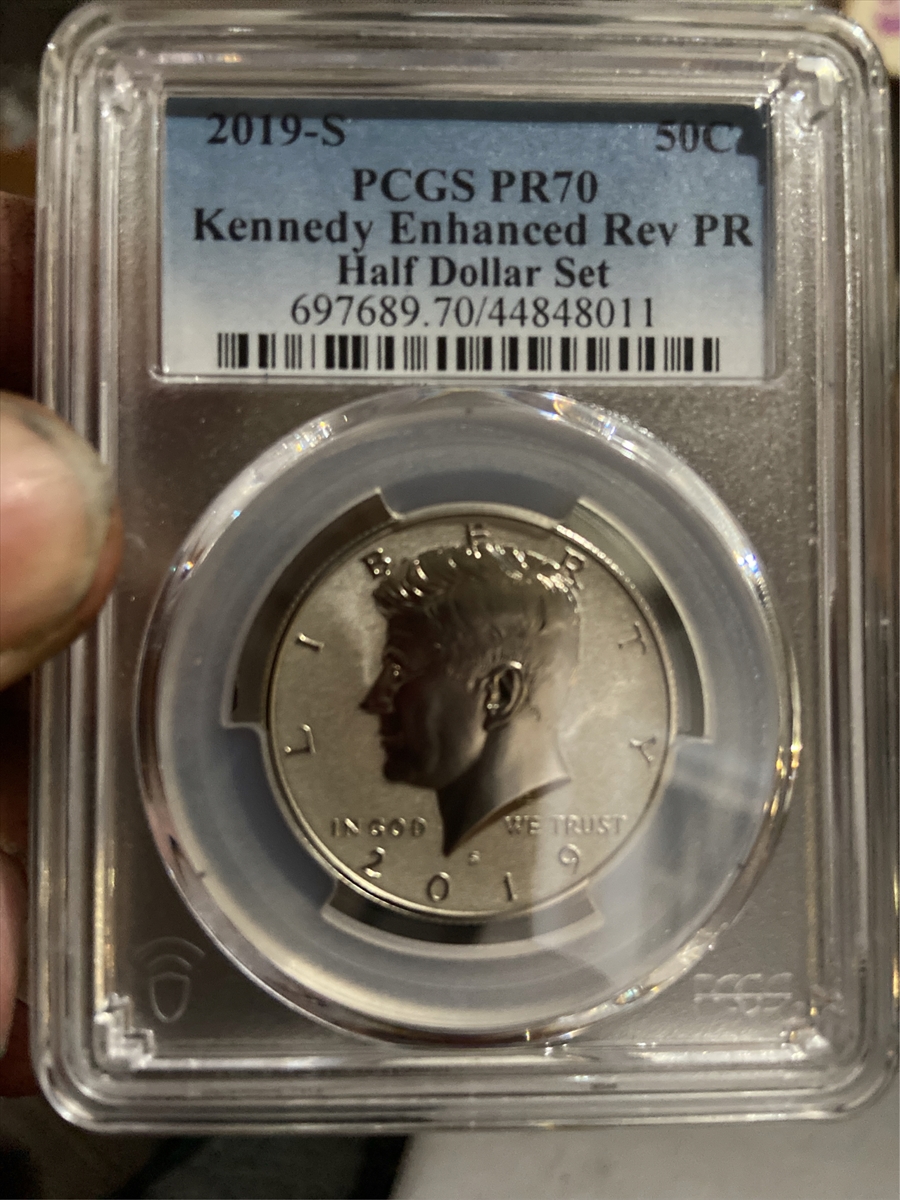 2019-S 50C
PCGS PR70
Kennedy Enhanced Rev PR
Half Dollar Set
697689.70/44848011
LIBERTY
IN GOD WE TRUST
S
2019
PCGS